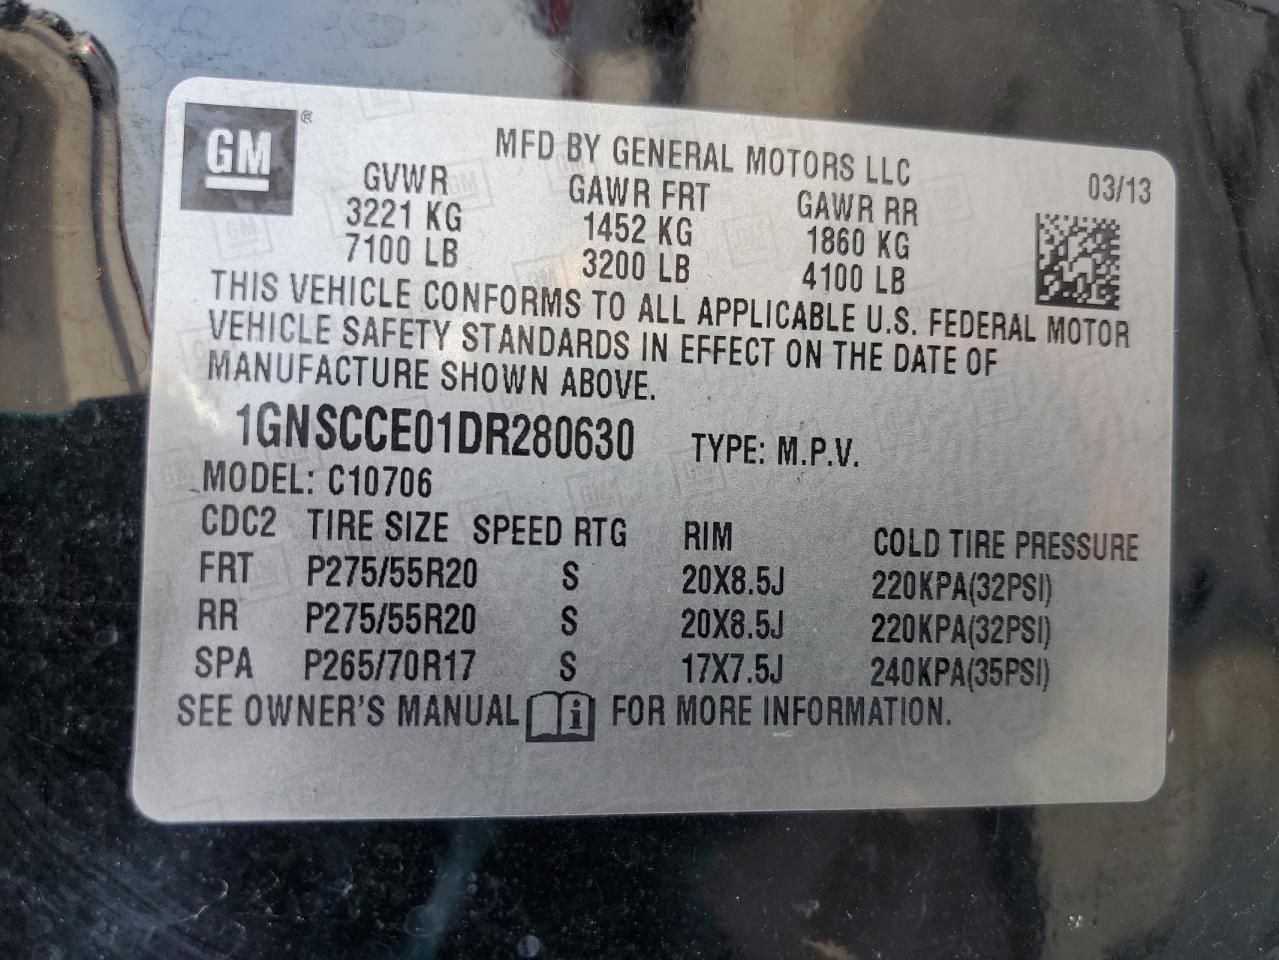 GM ®
MFD BY GENERAL MOTORS LLC
03/13
GVWR GAWR FRT GAWR RR
3221 KG 1452 KG 1860 KG
7100 LB 3200 LB 4100 LB
THIS VEHICLE CONFORMS TO ALL APPLICABLE U.S. FEDERAL MOTOR
VEHICLE SAFETY STANDARDS IN EFFECT ON THE DATE OF
MANUFACTURE SHOWN ABOVE.
1GNSCCE01DR280630 TYPE: M.P.V.
MODEL: C10706
CDC2 TIRE SIZE SPEED RTG RIM COLD TIRE PRESSURE
FRT P275/55R20 S 20X8.5J 220KPA(32PSI)
RR P275/55R20 S 20X8.5J 220KPA(32PSI)
SPA P265/70R17 S 17X7.5J 240KPA(35PSI)
SEE OWNER'S MANUAL i FOR MORE INFORMATION.